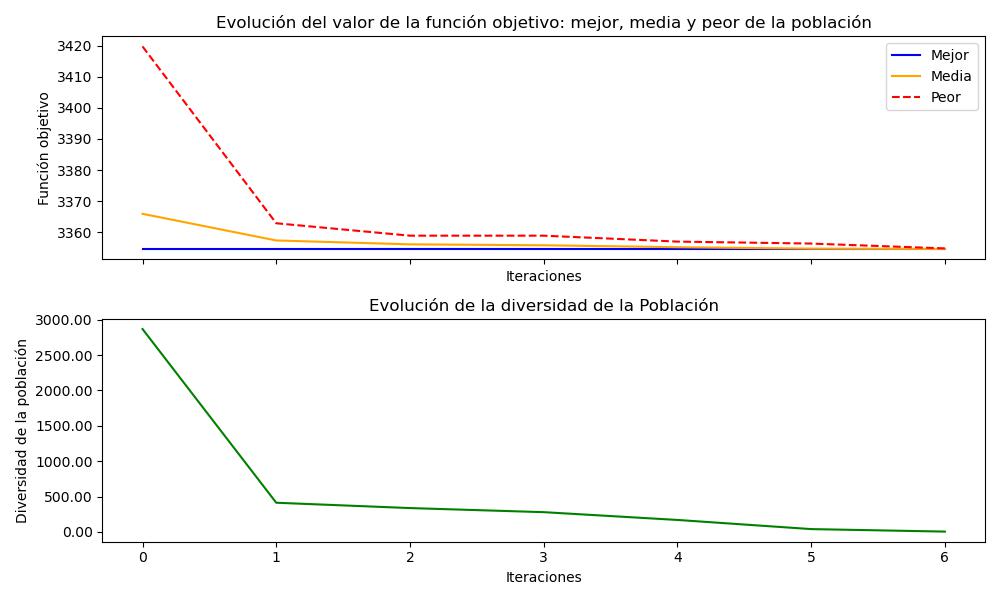 Evolución del valor de la función objetivo: mejor, media y peor de la población
3420
3410
3400
3390
3380
3370
3360
Función objetivo
Mejor
Media
Peor
Iteraciones
Evolución de la diversidad de la Población
3000.00
2500.00
2000.00
1500.00
1000.00
500.00
0.00
Diversidad de la población
0 1 2 3 4 5 6
Iteraciones